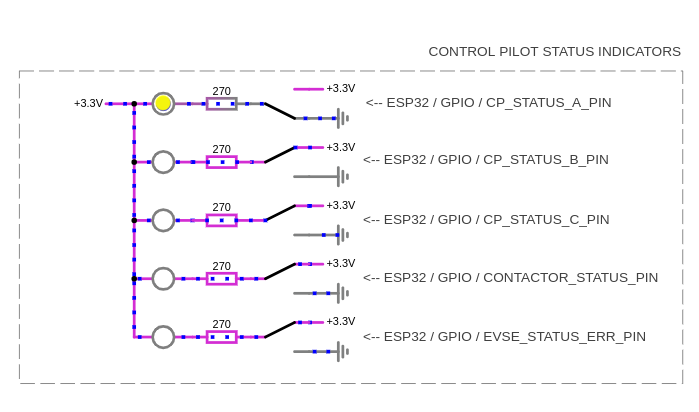 CONTROL PILOT STATUS INDICATORS
270 +3.3V
+3.3V <-- ESP32 / GPIO / CP_STATUS_A_PIN
270 +3.3V
<-- ESP32 / GPIO / CP_STATUS_B_PIN
270 +3.3V
<-- ESP32 / GPIO / CP_STATUS_C_PIN
270 +3.3V
<-- ESP32 / GPIO / CONTACTOR_STATUS_PIN
270 +3.3V
<-- ESP32 / GPIO / EVSE_STATUS_ERR_PIN